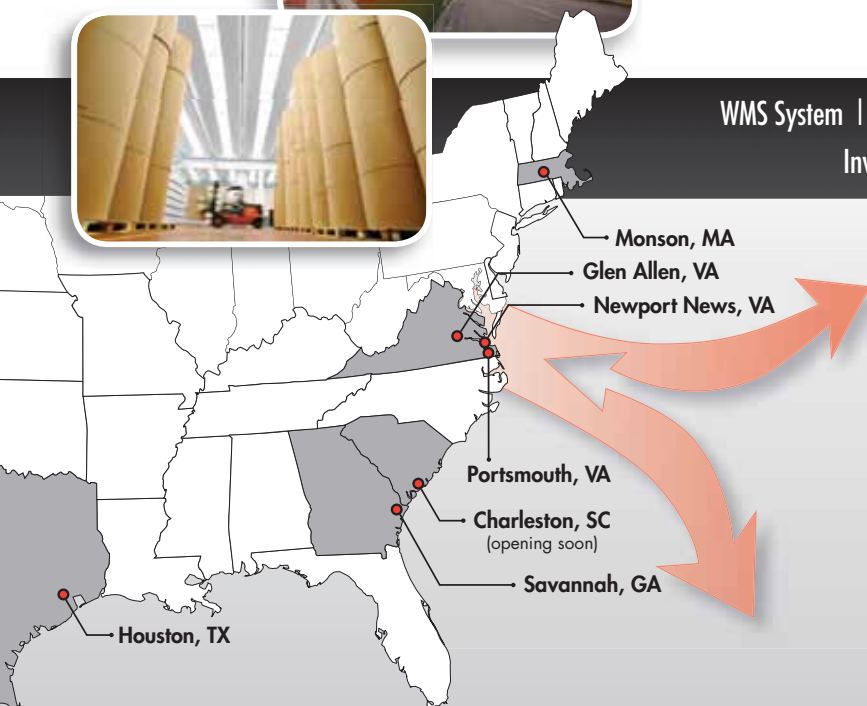 WMS System |
Monson, MA
Glen Allen, VA
Newport News, VA
Portsmouth, VA
Charleston, SC
(opening soon)
Savannah, GA
Houston, TX